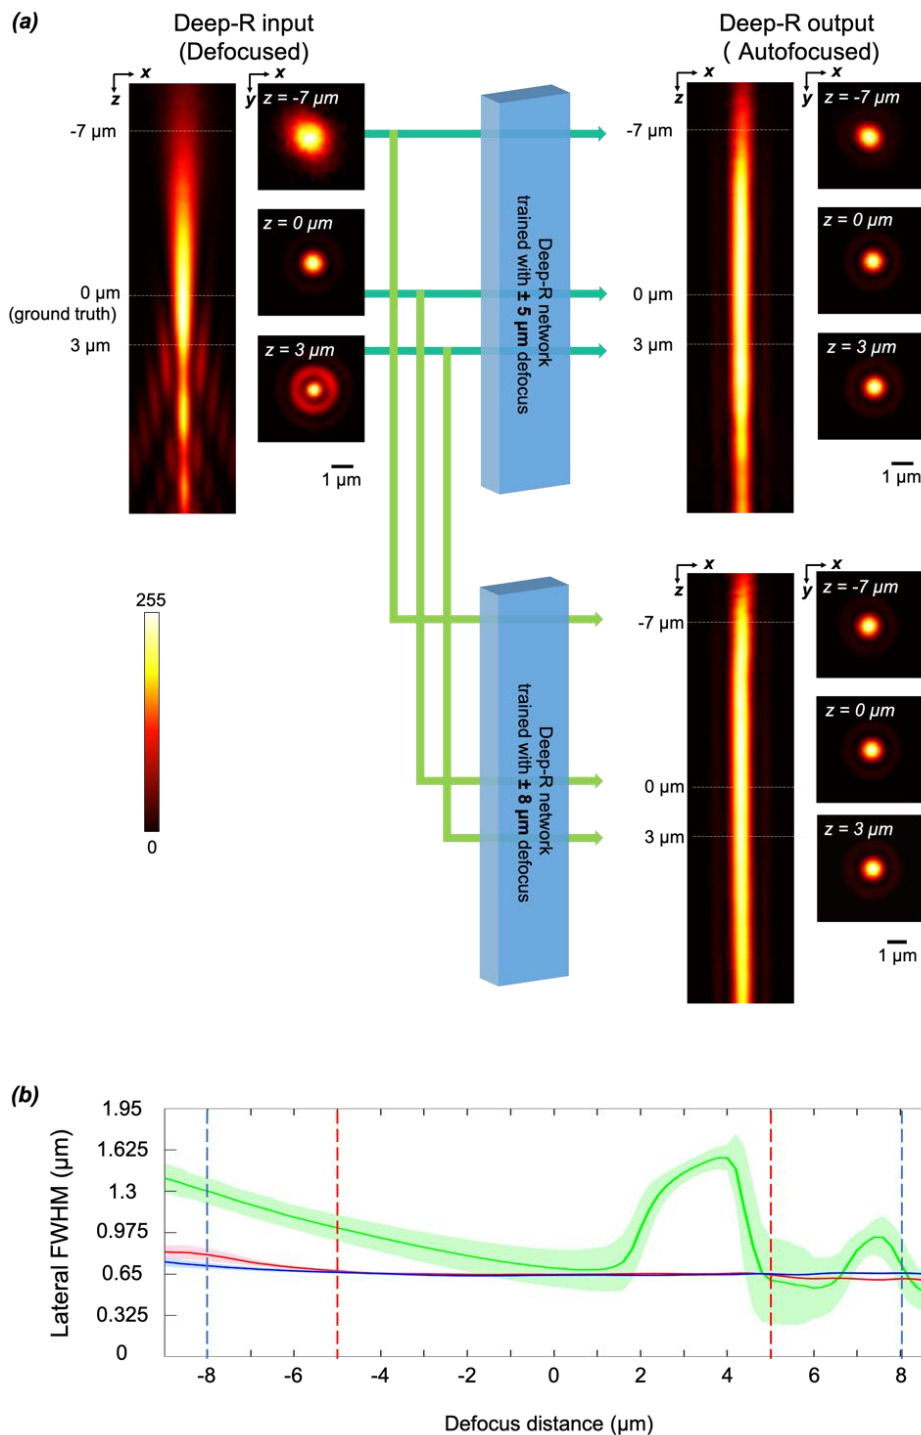 (a)
Deep-R input
(Defocused)
Deep-R output
( Autofocused)
x
z
x
y
z = -7 µm
-7 µm
z = 0 µm
0 µm
(ground truth)
z = 3 µm
3 µm
1 µm
Deep-R network
trained with ± 5 µm defocus
x
z
x
y
z = -7 µm
-7 µm
z = 0 µm
0 µm
z = 3 µm
3 µm
1 µm
255
0
Deep-R network
trained with ± 8 µm defocus
x
z
x
y
z = -7 µm
-7 µm
z = 0 µm
0 µm
z = 3 µm
3 µm
1 µm
(b)
Lateral FWHM (µm)
1.95
1.625
1.3
0.975
0.65
0.325
0
-8
-6
-4
-2
0
2
4
6
8
Defocus distance (µm)